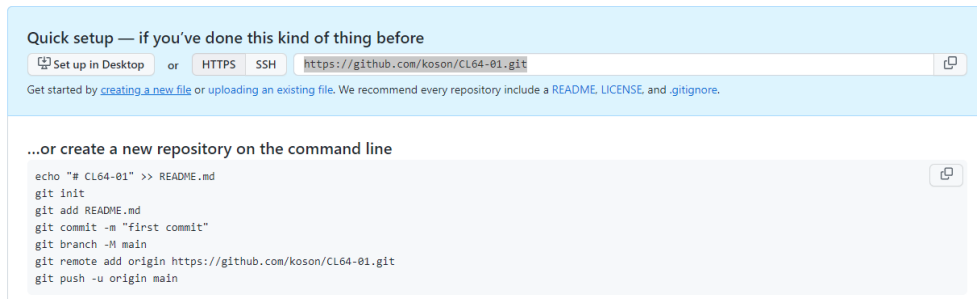 Quick setup — if you've done this kind of thing before
Set up in Desktop or HTTPS SSH https://github.com/koson/CL64-01.git
Get started by creating a new file or uploading an existing file. We recommend every repository include a README, LICENSE, and .gitignore.
...or create a new repository on the command line
echo "# CL64-01" >> README.md
git init
git add README.md
git commit -m "first commit"
git branch -M main
git remote add origin https://github.com/koson/CL64-01.git
git push -u origin main